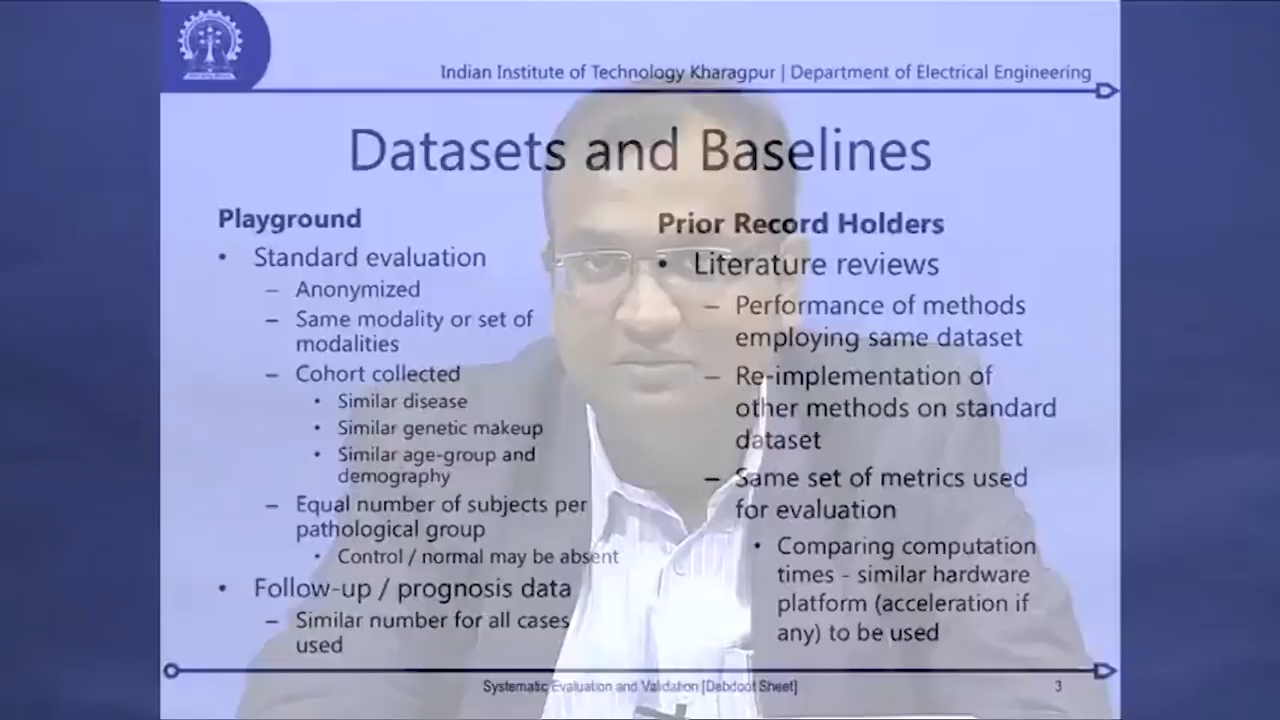 Indian Institute of Technology Kharagpur | Department of Electrical Engineering
Datasets and Baselines
Playground
• Standard evaluation
– Anonymized
– Same modality or set of
modalities
– Cohort collected
• Similar disease
• Similar genetic makeup
• Similar age-group and
demography
– Equal number of subjects per
pathological group
• Control / normal may be absent
• Follow-up / prognosis data
– Similar number for all cases
used
Prior Record Holders
• Literature reviews
– Performance of methods
employing same dataset
– Re-implementation of
other methods on standard
dataset
– Same set of metrics used
for evaluation
• Comparing computation
times - similar hardware
platform (acceleration if
any) to be used
Systematic Evaluation and Validation [Debdoot Sheet]
3